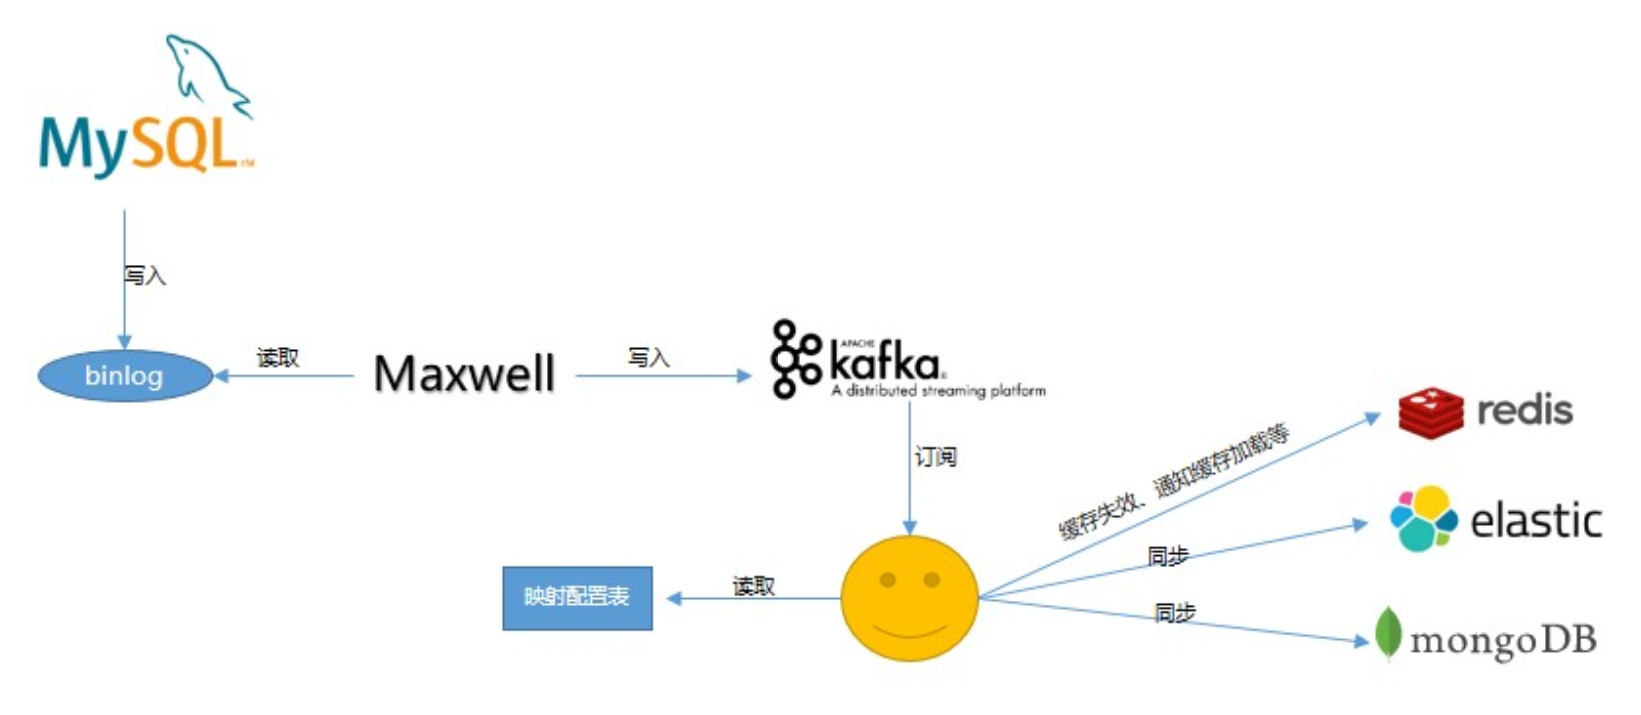 MySQL™
写入
binlog
读取
Maxwell
写入
APACHE
kafka®
A distributed streaming platform
订阅
缓存失效、通知缓存加载等
redis
同步
elastic
映射配置表
读取
同步
mongoDB